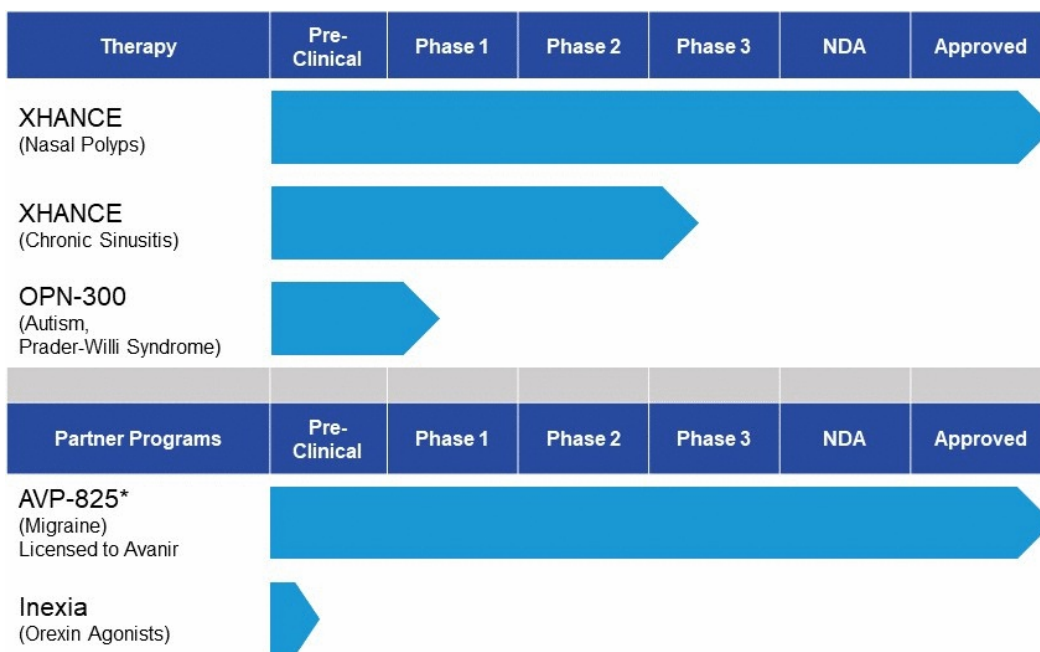 Therapy
Pre-
Clinical
Phase 1
Phase 2
Phase 3
NDA
Approved
XHANCE
(Nasal Polyps)
XHANCE
(Chronic Sinusitis)
OPN-300
(Autism,
Prader-Willi Syndrome)
Partner Programs
Pre-
Clinical
Phase 1
Phase 2
Phase 3
NDA
Approved
AVP-825*
(Migraine)
Licensed to Avanir
Inexia
(Orexin Agonists)